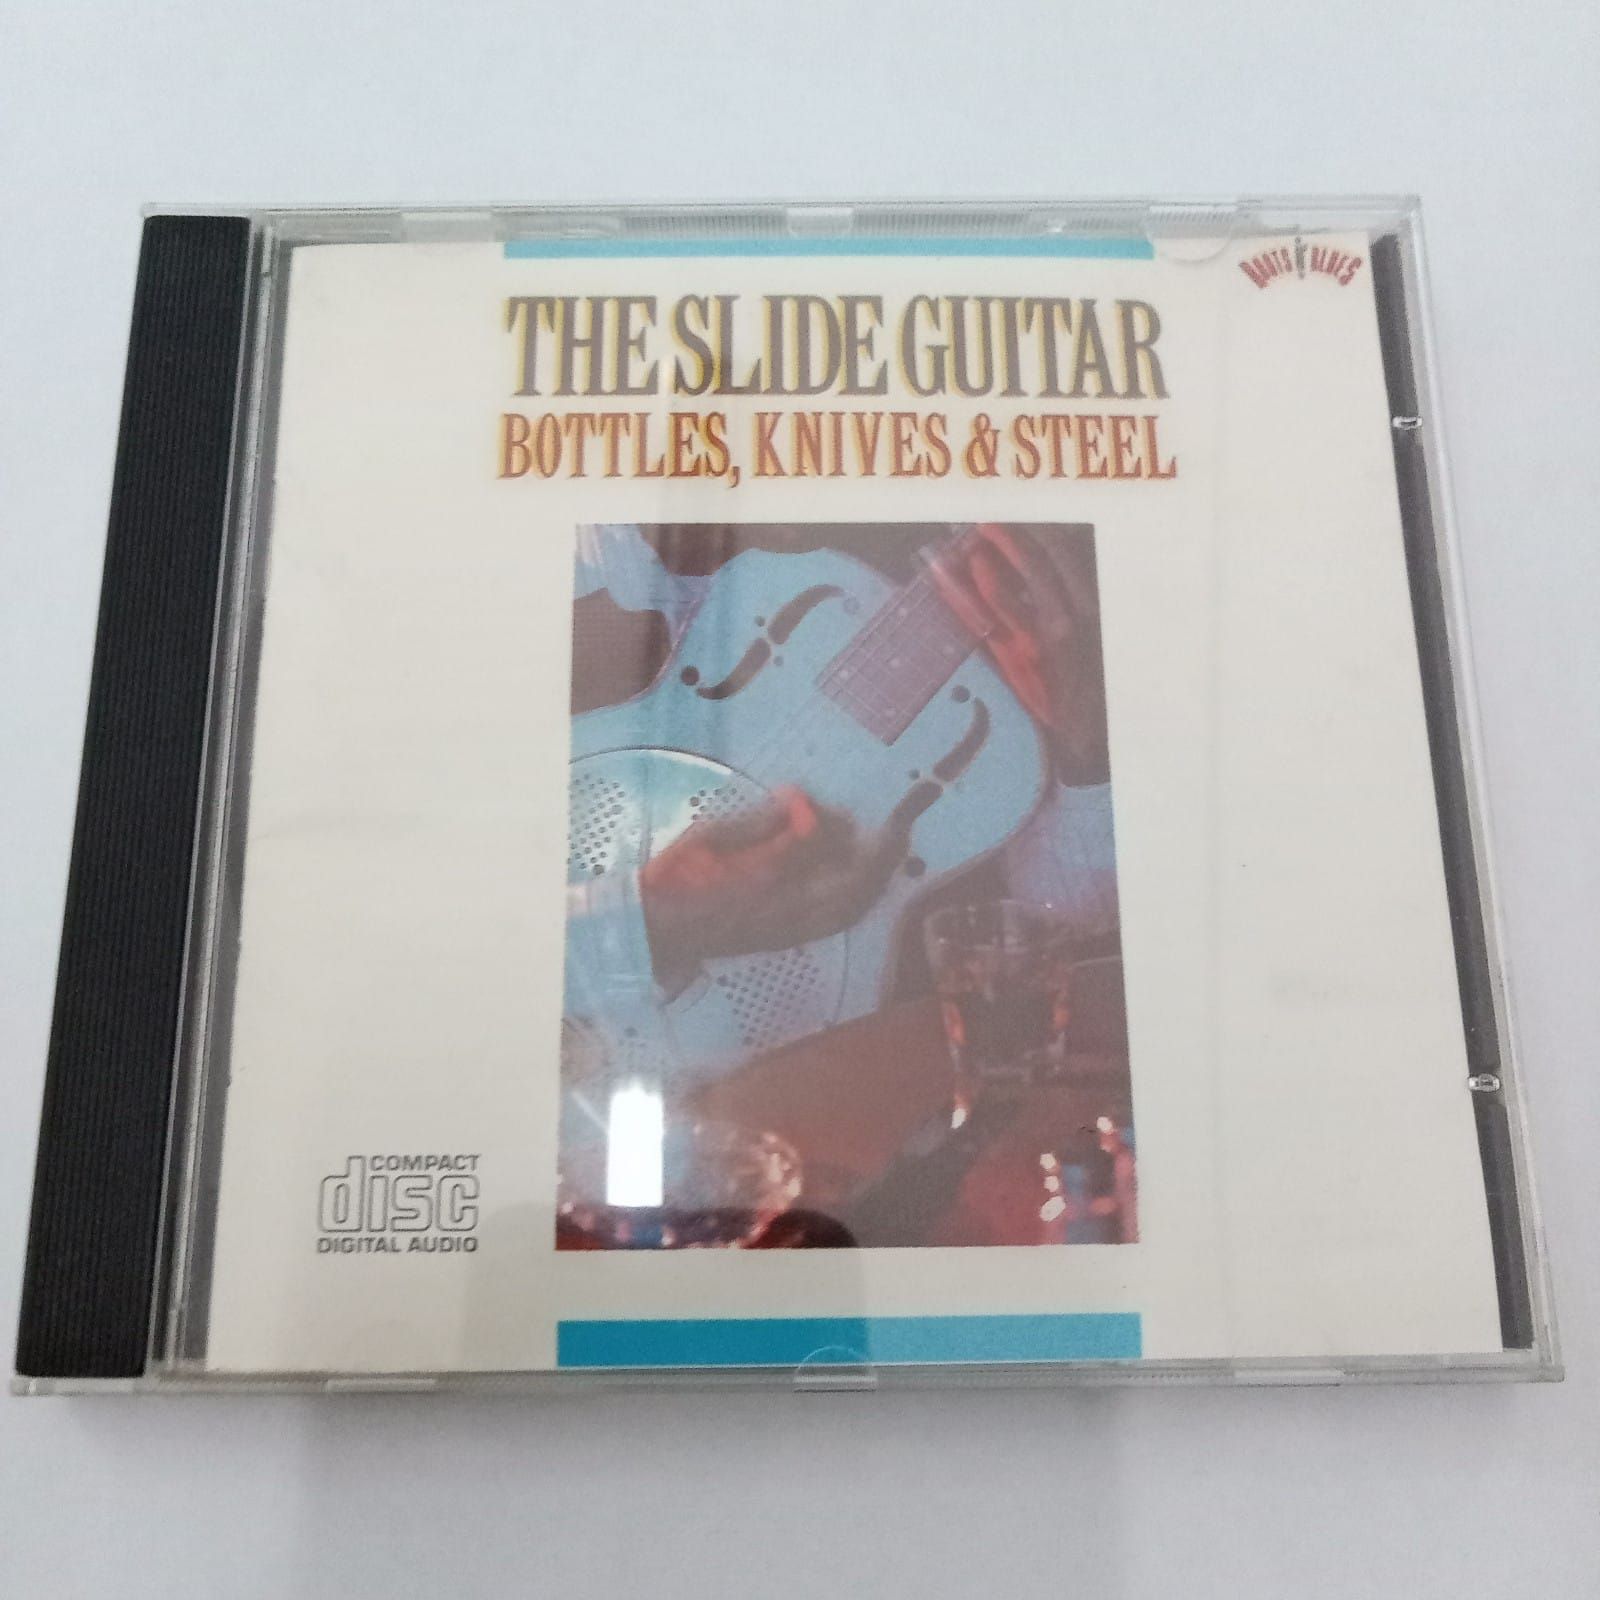 ROOTS N' BLUES
THE SLIDE GUITAR
BOTTLES, KNIVES & STEEL
COMPACT
disc
DIGITAL AUDIO